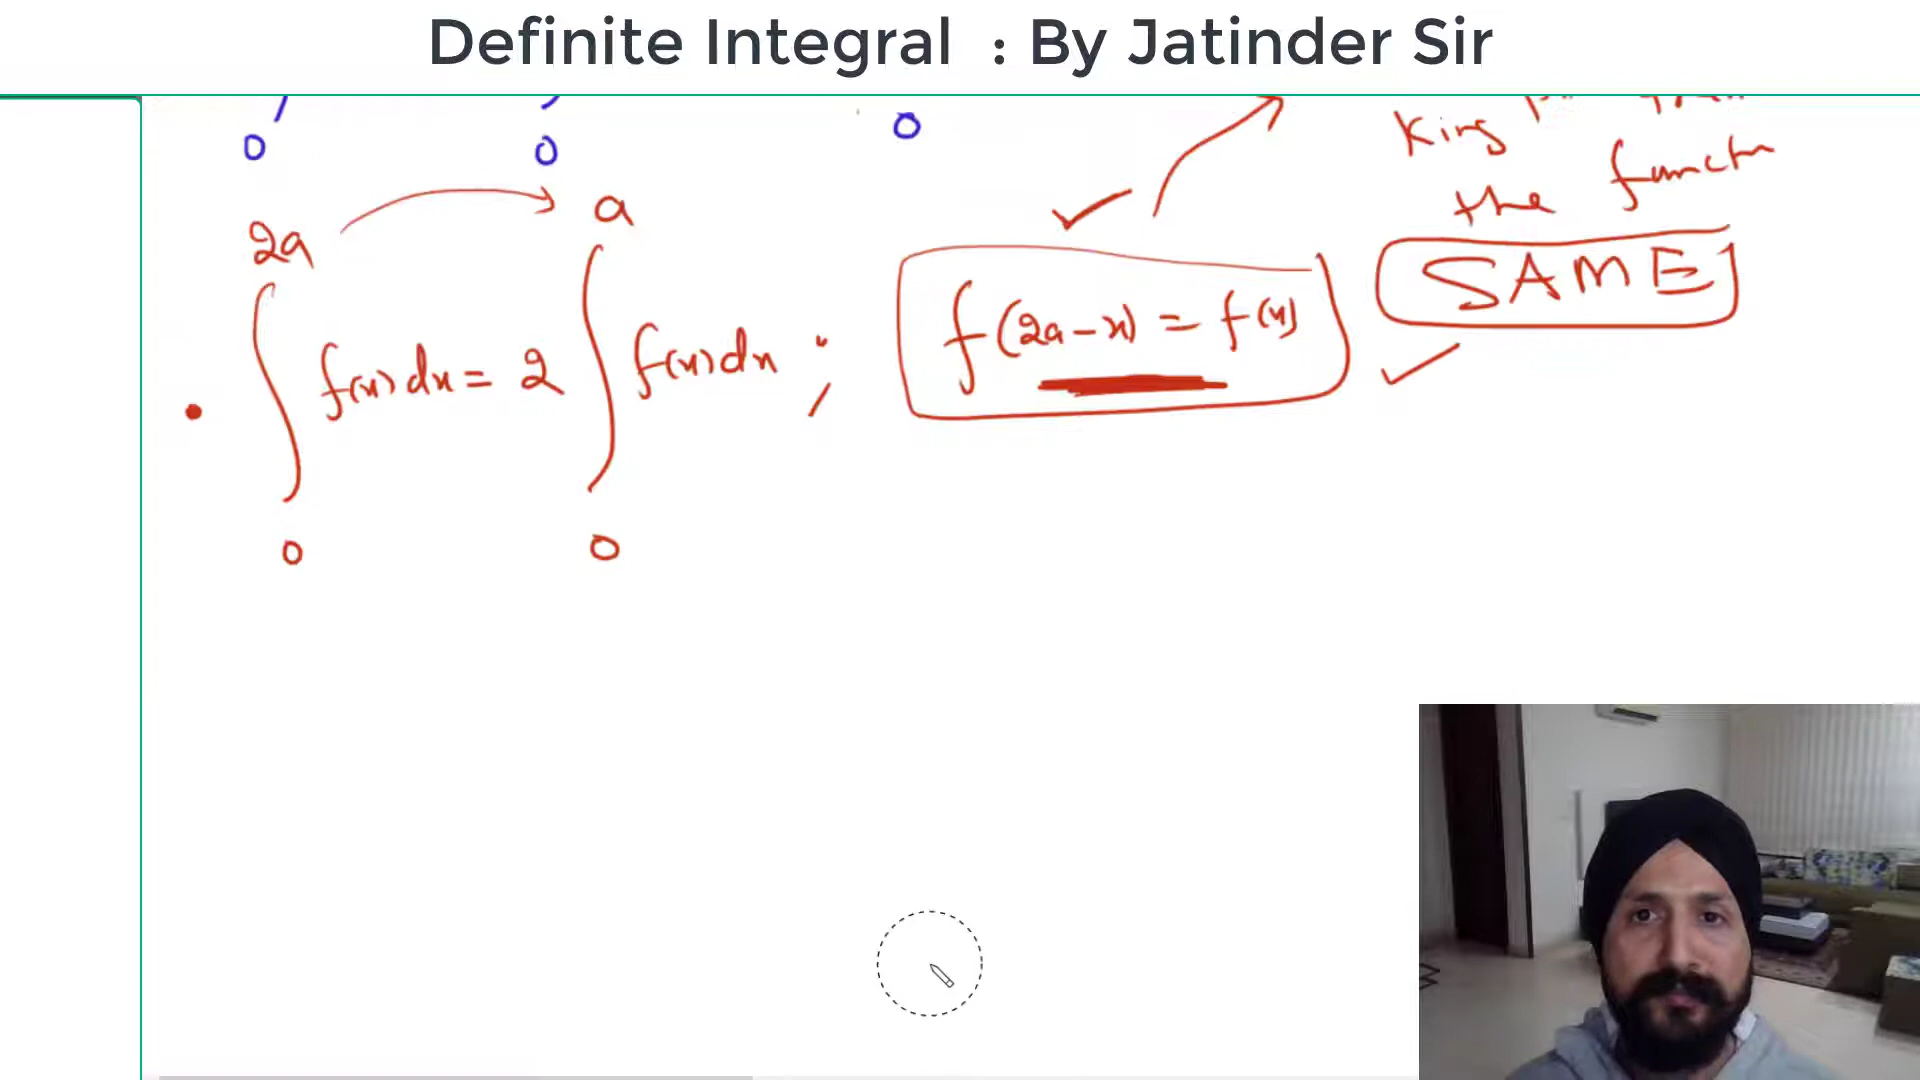 Definite Integral : By Jatinder Sir
0 0 0
King
the function
SAME
2a a
∫ f(x) dx = 2 ∫ f(x) dx ; f(2a-x) = f(x)
0 0